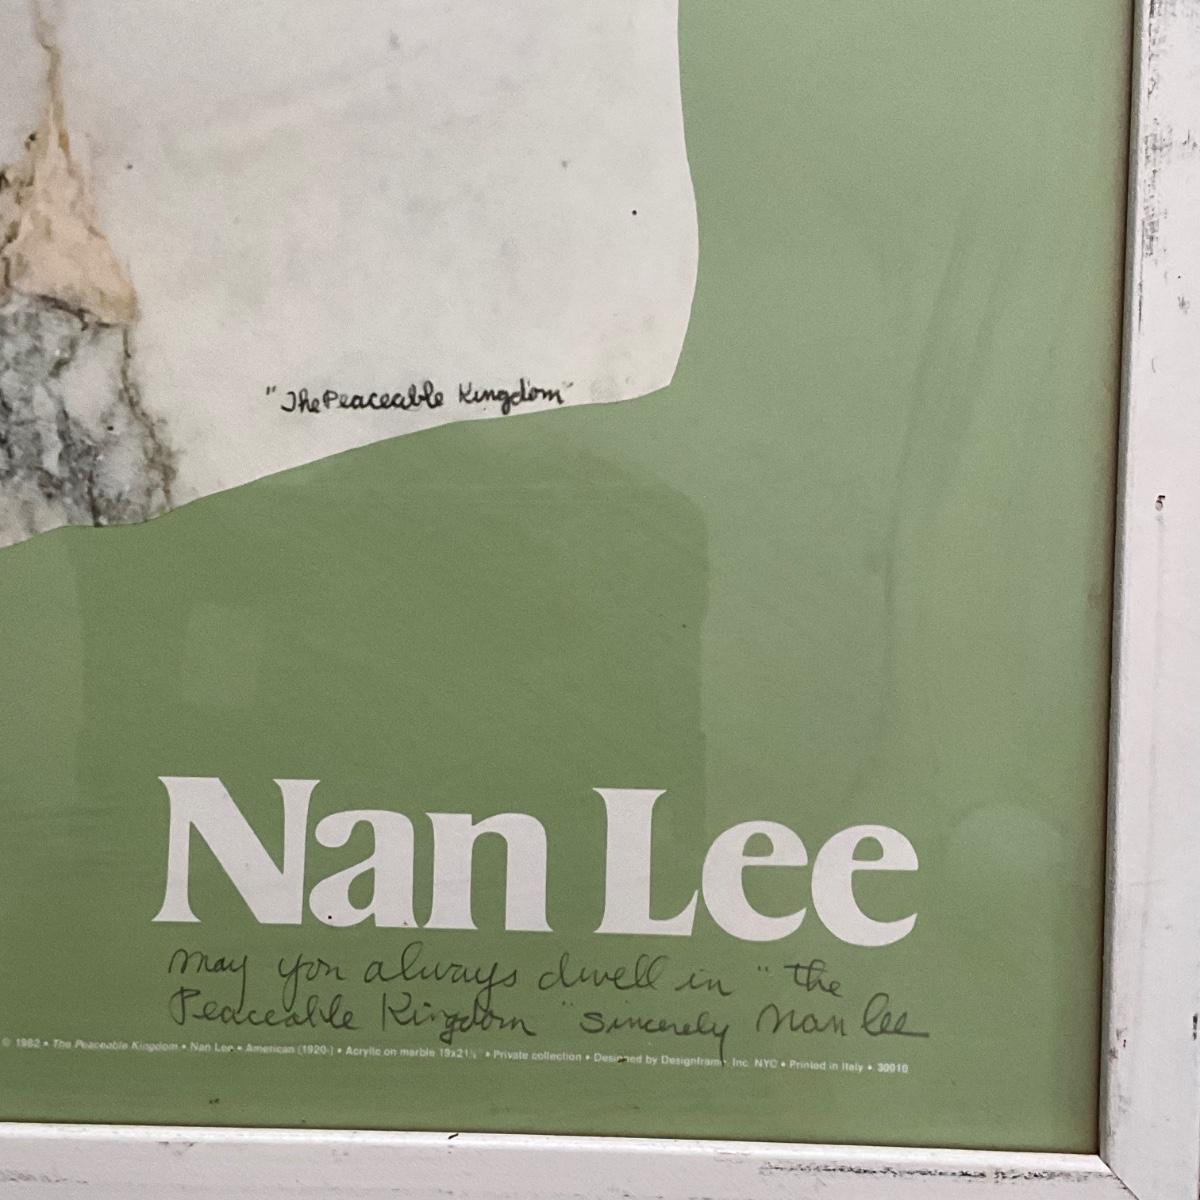 "The Peaceable Kingdom"
Nan Lee
may you always dwell in "the
Peaceable Kingdom" sincerely Nan Lee
© 1982 • The Peaceable Kingdom • Nan Lee • American (1920-) • Acrylic on marble 19x21½ • Private collection • Designed by Designframe, Inc. NYC • Printed in Italy • 30010